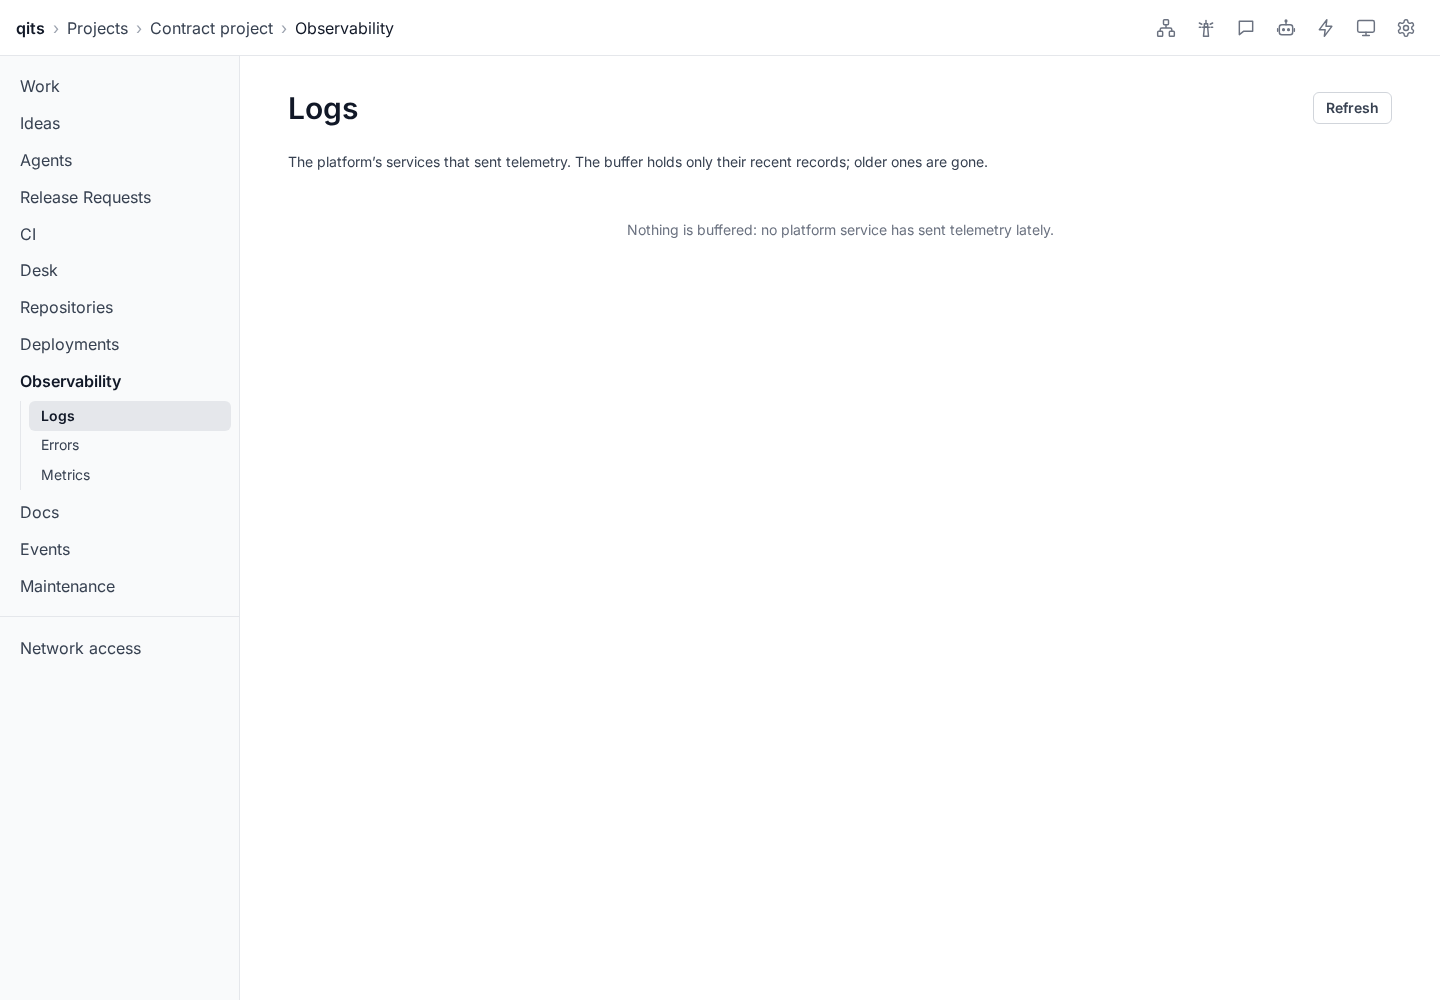 qits › Projects › Contract project › Observability
Work
Ideas
Agents
Release Requests
CI
Desk
Repositories
Deployments
Observability
Logs
Errors
Metrics
Docs
Events
Maintenance
Network access
Logs
Refresh
The platform’s services that sent telemetry. The buffer holds only their recent records; older ones are gone.
Nothing is buffered: no platform service has sent telemetry lately.